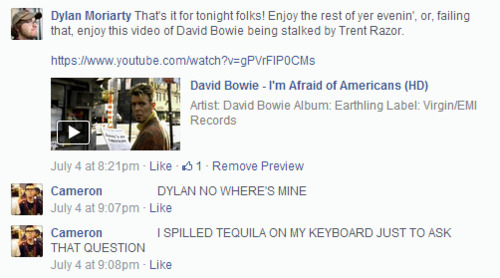 Dylan Moriarty That's it for tonight folks! Enjoy the rest of yer evenin', or, failing
that, enjoy this video of David Bowie being stalked by Trent Razor.
https://www.youtube.com/watch?v=gPVrFIP0CMs
David Bowie - I'm Afraid of Americans (HD)
Artist: David Bowie Album: Earthling Label: Virgin/EMI
Records
July 4 at 8:21pm · Like · 1 · Remove Preview
Cameron DYLAN NO WHERE'S MINE
July 4 at 9:07pm · Like
Cameron I SPILLED TEQUILA ON MY KEYBOARD JUST TO ASK
THAT QUESTION
July 4 at 9:08pm · Like